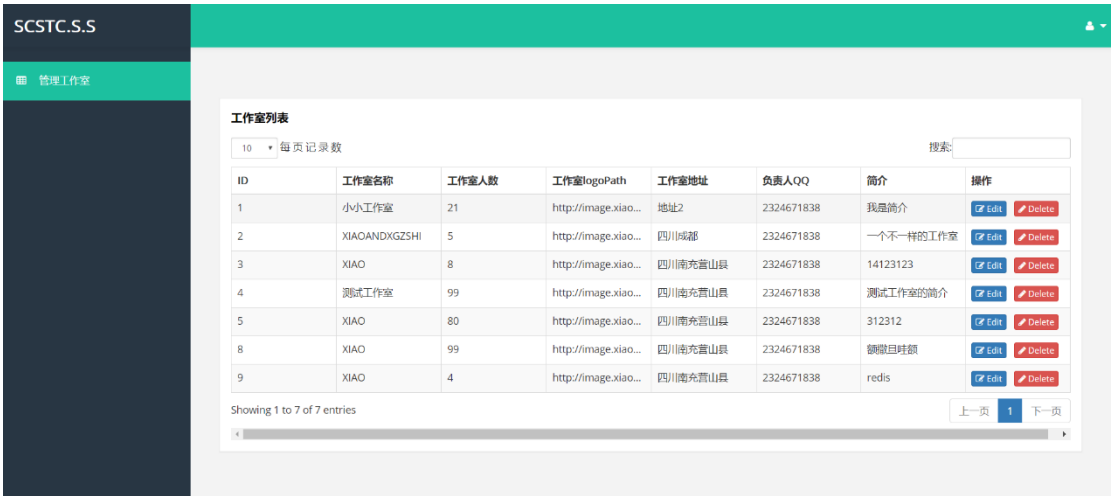 SCSTC.S.S
管理工作室
工作室列表
10 每页记录数 搜索:
ID 工作室名称 工作室人数 工作室logoPath 工作室地址 负责人QQ 简介 操作
1 小小工作室 21 http://image.xiao... 地址2 2324671838 我是简介 Edit Delete
2 XIAOANDXGZSHI 5 http://image.xiao... 四川成都 2324671838 一个不一样的工作室 Edit Delete
3 XIAO 8 http://image.xiao... 四川南充营山县 2324671838 14123123 Edit Delete
4 测试工作室 99 http://image.xiao... 四川南充营山县 2324671838 测试工作室的简介 Edit Delete
5 XIAO 80 http://image.xiao... 四川南充营山县 2324671838 312312 Edit Delete
8 XIAO 99 http://image.xiao... 四川南充营山县 2324671838 额撒旦哇额 Edit Delete
9 XIAO 4 http://image.xiao... 四川南充营山县 2324671838 redis Edit Delete
Showing 1 to 7 of 7 entries 上一页 1 下一页